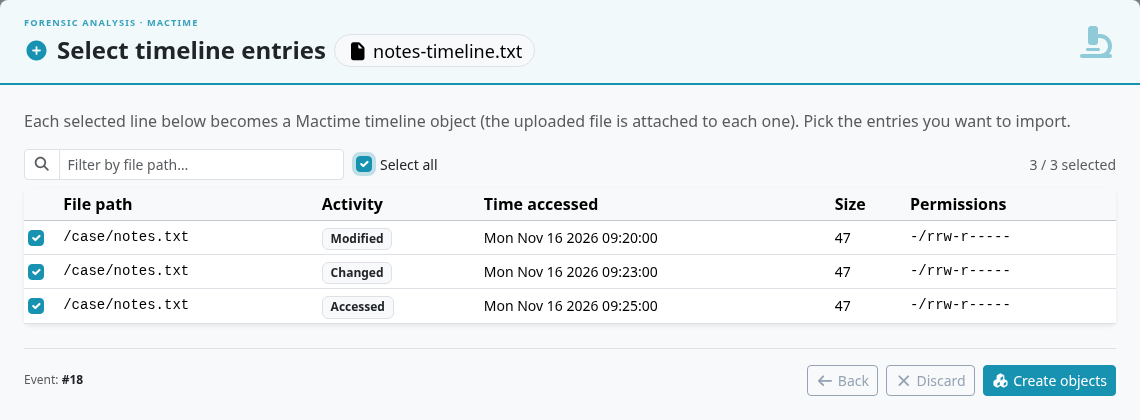 FORENSIC ANALYSIS · MACTIME
Select timeline entries notes-timeline.txt
Each selected line below becomes a Mactime timeline object (the uploaded file is attached to each one). Pick the entries you want to import.
Filter by file path... Select all 3 / 3 selected
File path Activity Time accessed Size Permissions
/case/notes.txt Modified Mon Nov 16 2026 09:20:00 47 -/rrw-r-----
/case/notes.txt Changed Mon Nov 16 2026 09:23:00 47 -/rrw-r-----
/case/notes.txt Accessed Mon Nov 16 2026 09:25:00 47 -/rrw-r-----
Event: #18 Back Discard Create objects